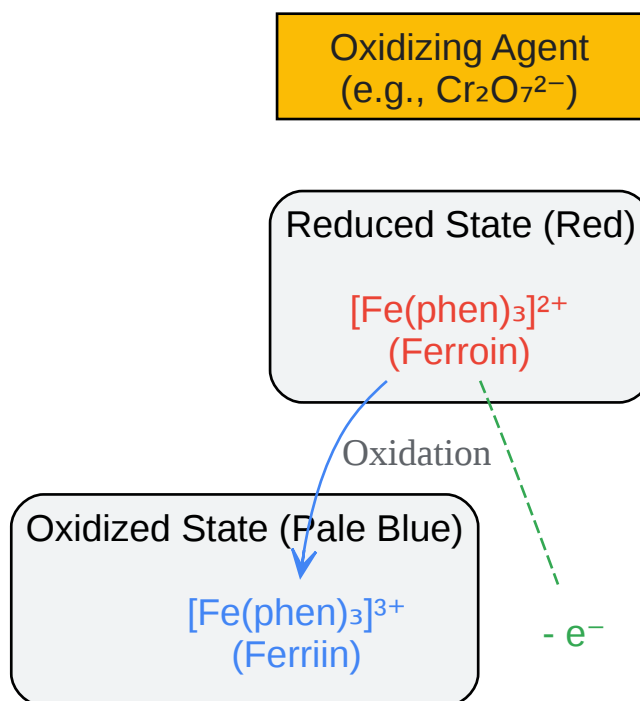 Oxidizing Agent
(e.g., Cr₂O₇²⁻)
Reduced State (Red)
[Fe(phen)₃]²⁺
(Ferroin)
Oxidation
Oxidized State (Pale Blue)
[Fe(phen)₃]³⁺
(Ferriin)
- e⁻